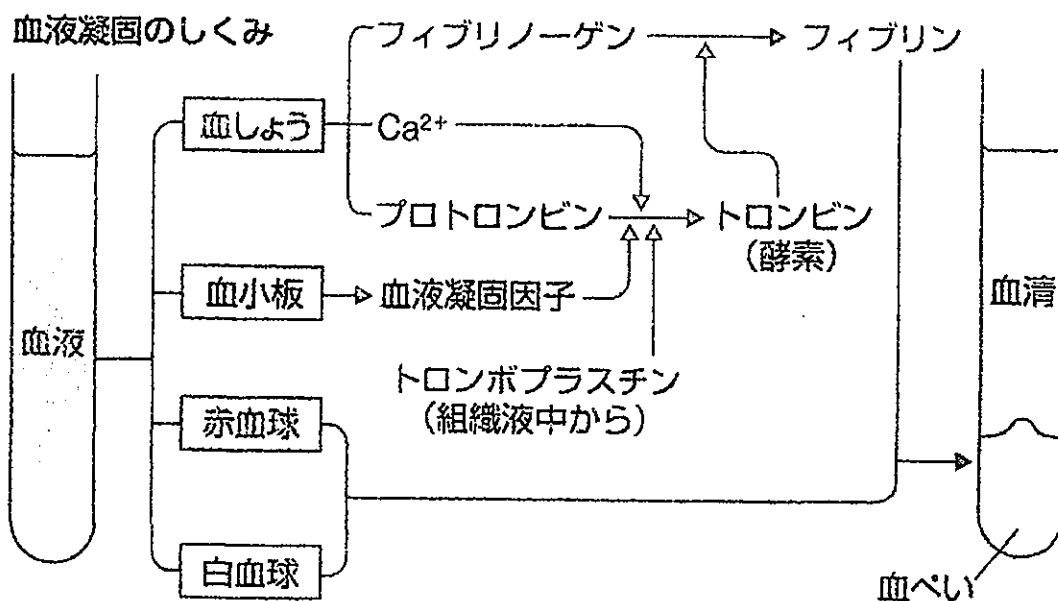 血液凝固のしくみ
フィブリノーゲン
フィブリン
血しょう
Ca²⁺
プロトロンビン
トロンビン
(酵素)
血小板
血液凝固因子
血清
血液
トロンボプラスチン
(組織液中から)
赤血球
白血球
血ぺい